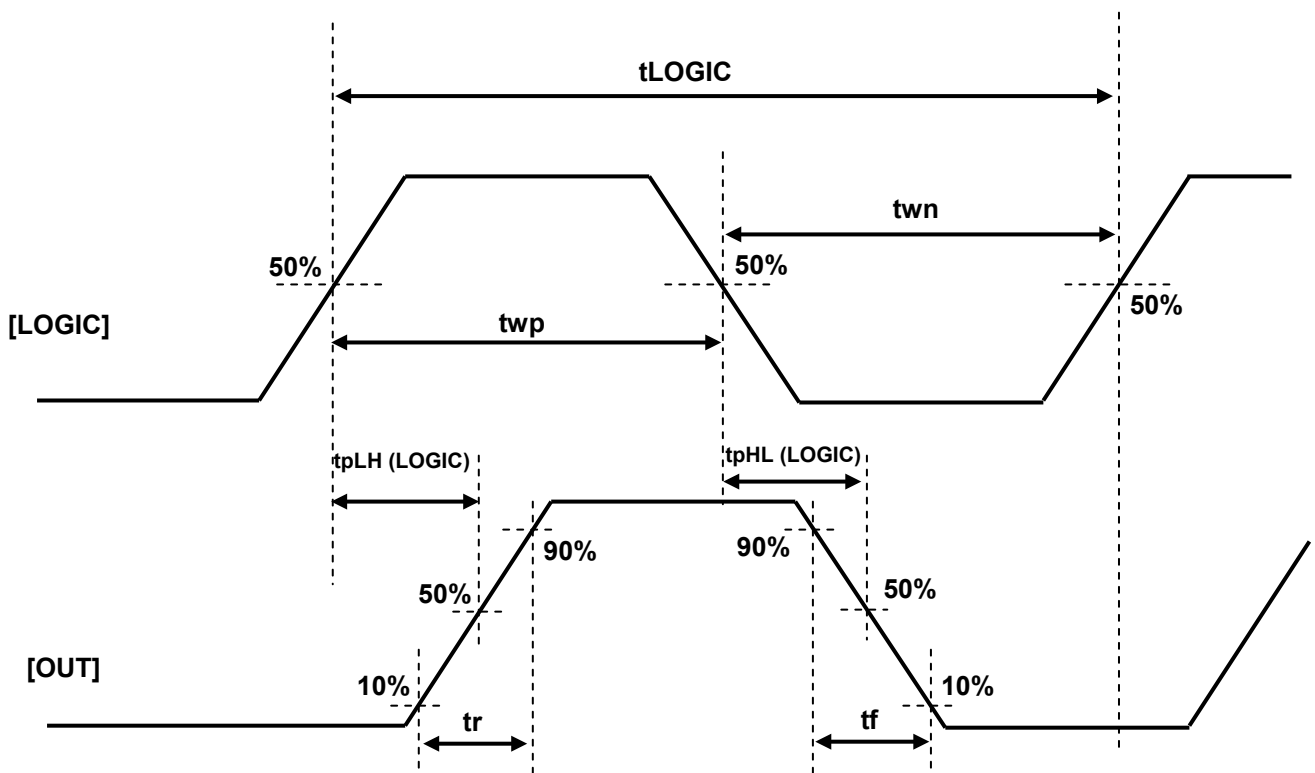 tLOGIC
twn
50%
50%
50%
[LOGIC]
twp
tpLH (LOGIC)
tpHL (LOGIC)
90%
90%
50%
50%
[OUT]
10%
10%
tr
tf